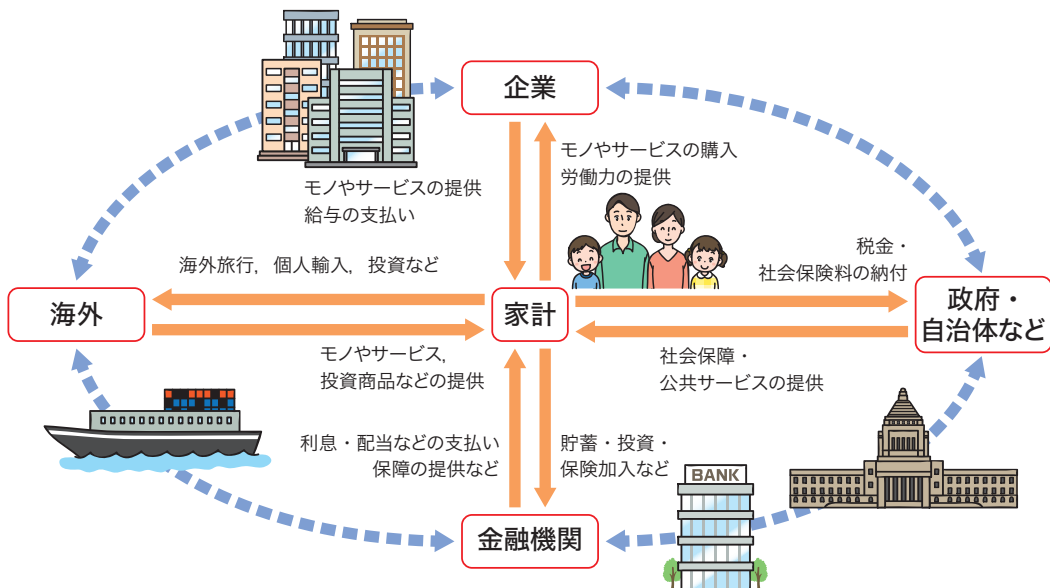 企業
モノやサービスの購入
労働力の提供
モノやサービスの提供
給与の支払い
海外旅行，個人輸入，投資など
税金・
社会保険料の納付
海外
家計
政府・
自治体など
モノやサービス，
投資商品などの提供
社会保障・
公共サービスの提供
利息・配当などの支払い
保障の提供など
貯蓄・投資・
保険加入など
BANK
金融機関